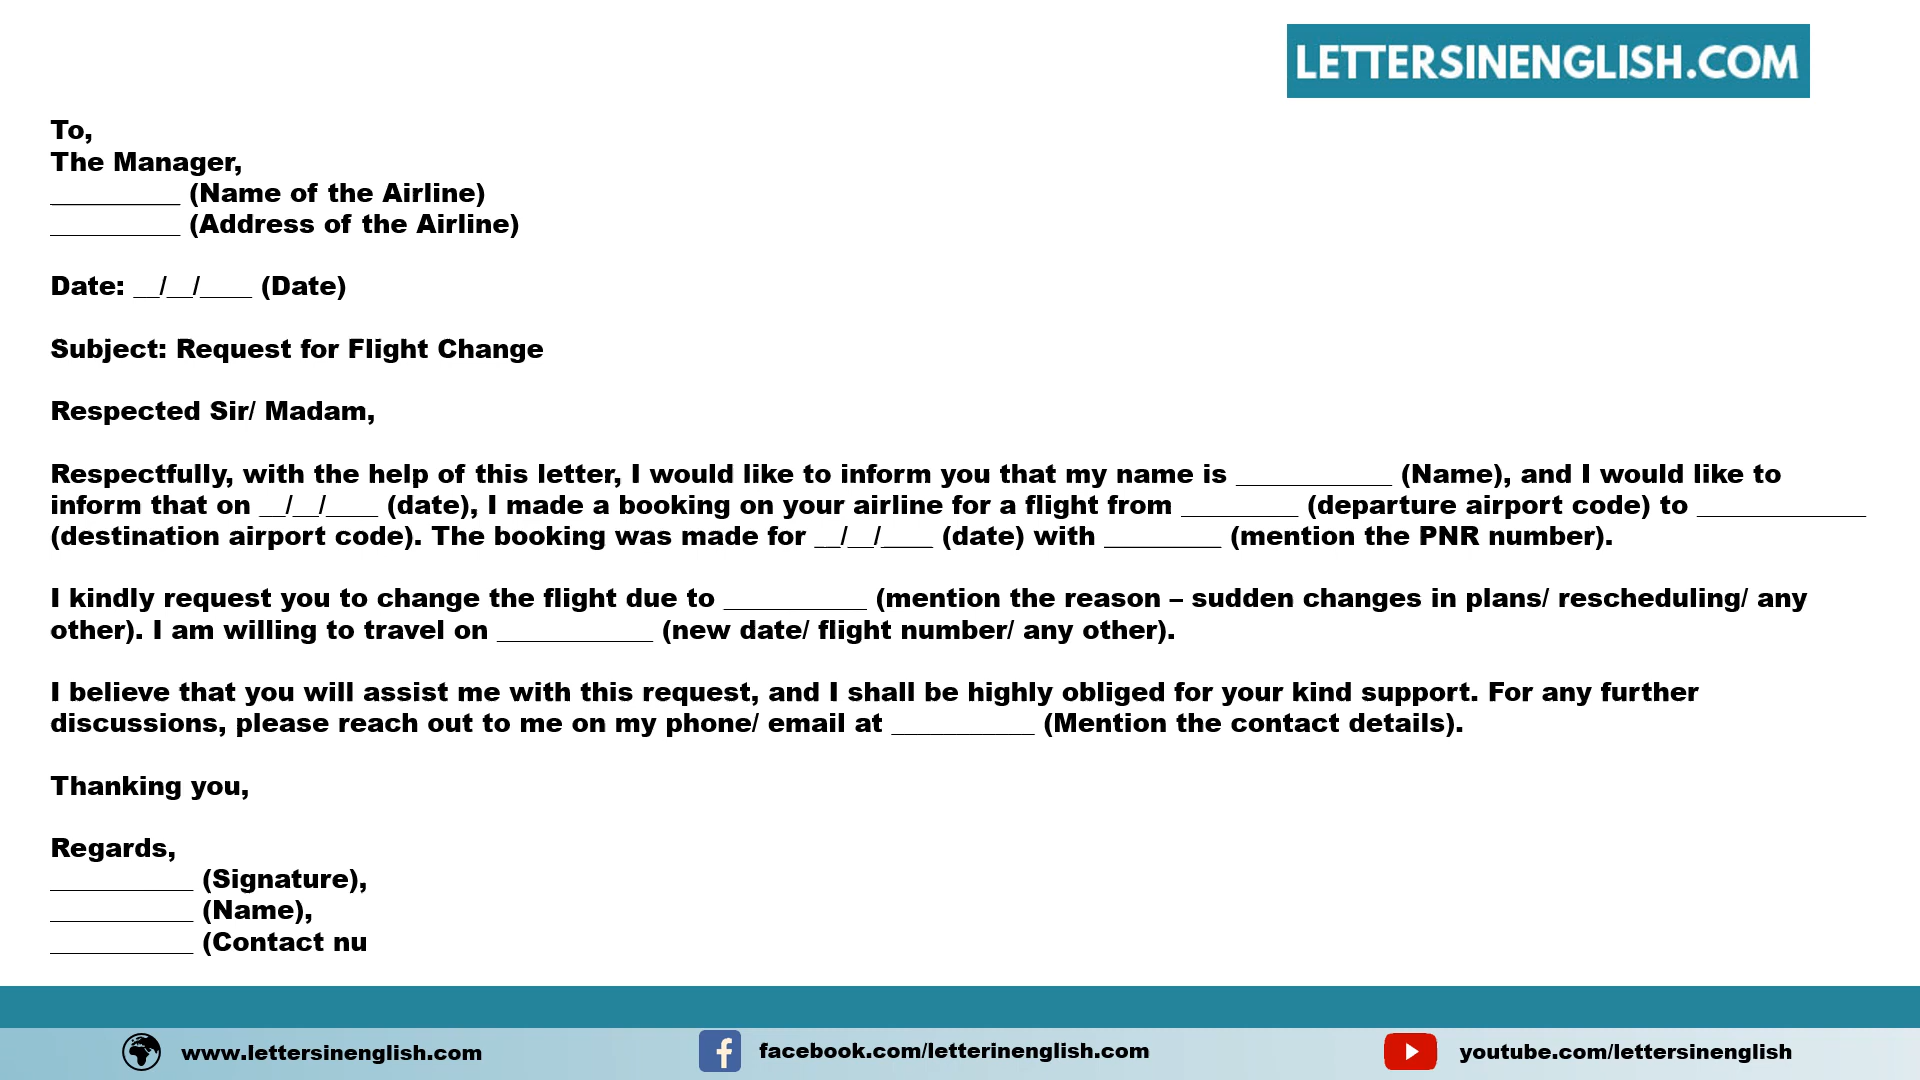 LETTERSINENGLISH.COM
To,
The Manager,
__________ (Name of the Airline)
__________ (Address of the Airline)
Date: __/__/____ (Date)
Subject: Request for Flight Change
Respected Sir/ Madam,
Respectfully, with the help of this letter, I would like to inform you that my name is ____________ (Name), and I would like to
inform that on __/__/____ (date), I made a booking on your airline for a flight from _________ (departure airport code) to _____________
(destination airport code). The booking was made for __/__/____ (date) with _________ (mention the PNR number).
I kindly request you to change the flight due to ___________ (mention the reason – sudden changes in plans/ rescheduling/ any
other). I am willing to travel on ____________ (new date/ flight number/ any other).
I believe that you will assist me with this request, and I shall be highly obliged for your kind support. For any further
discussions, please reach out to me on my phone/ email at ___________ (Mention the contact details).
Thanking you,
Regards,
___________ (Signature),
___________ (Name),
___________ (Contact nu
www.lettersinenglish.com
facebook.com/letterinenglish.com
youtube.com/lettersinenglish